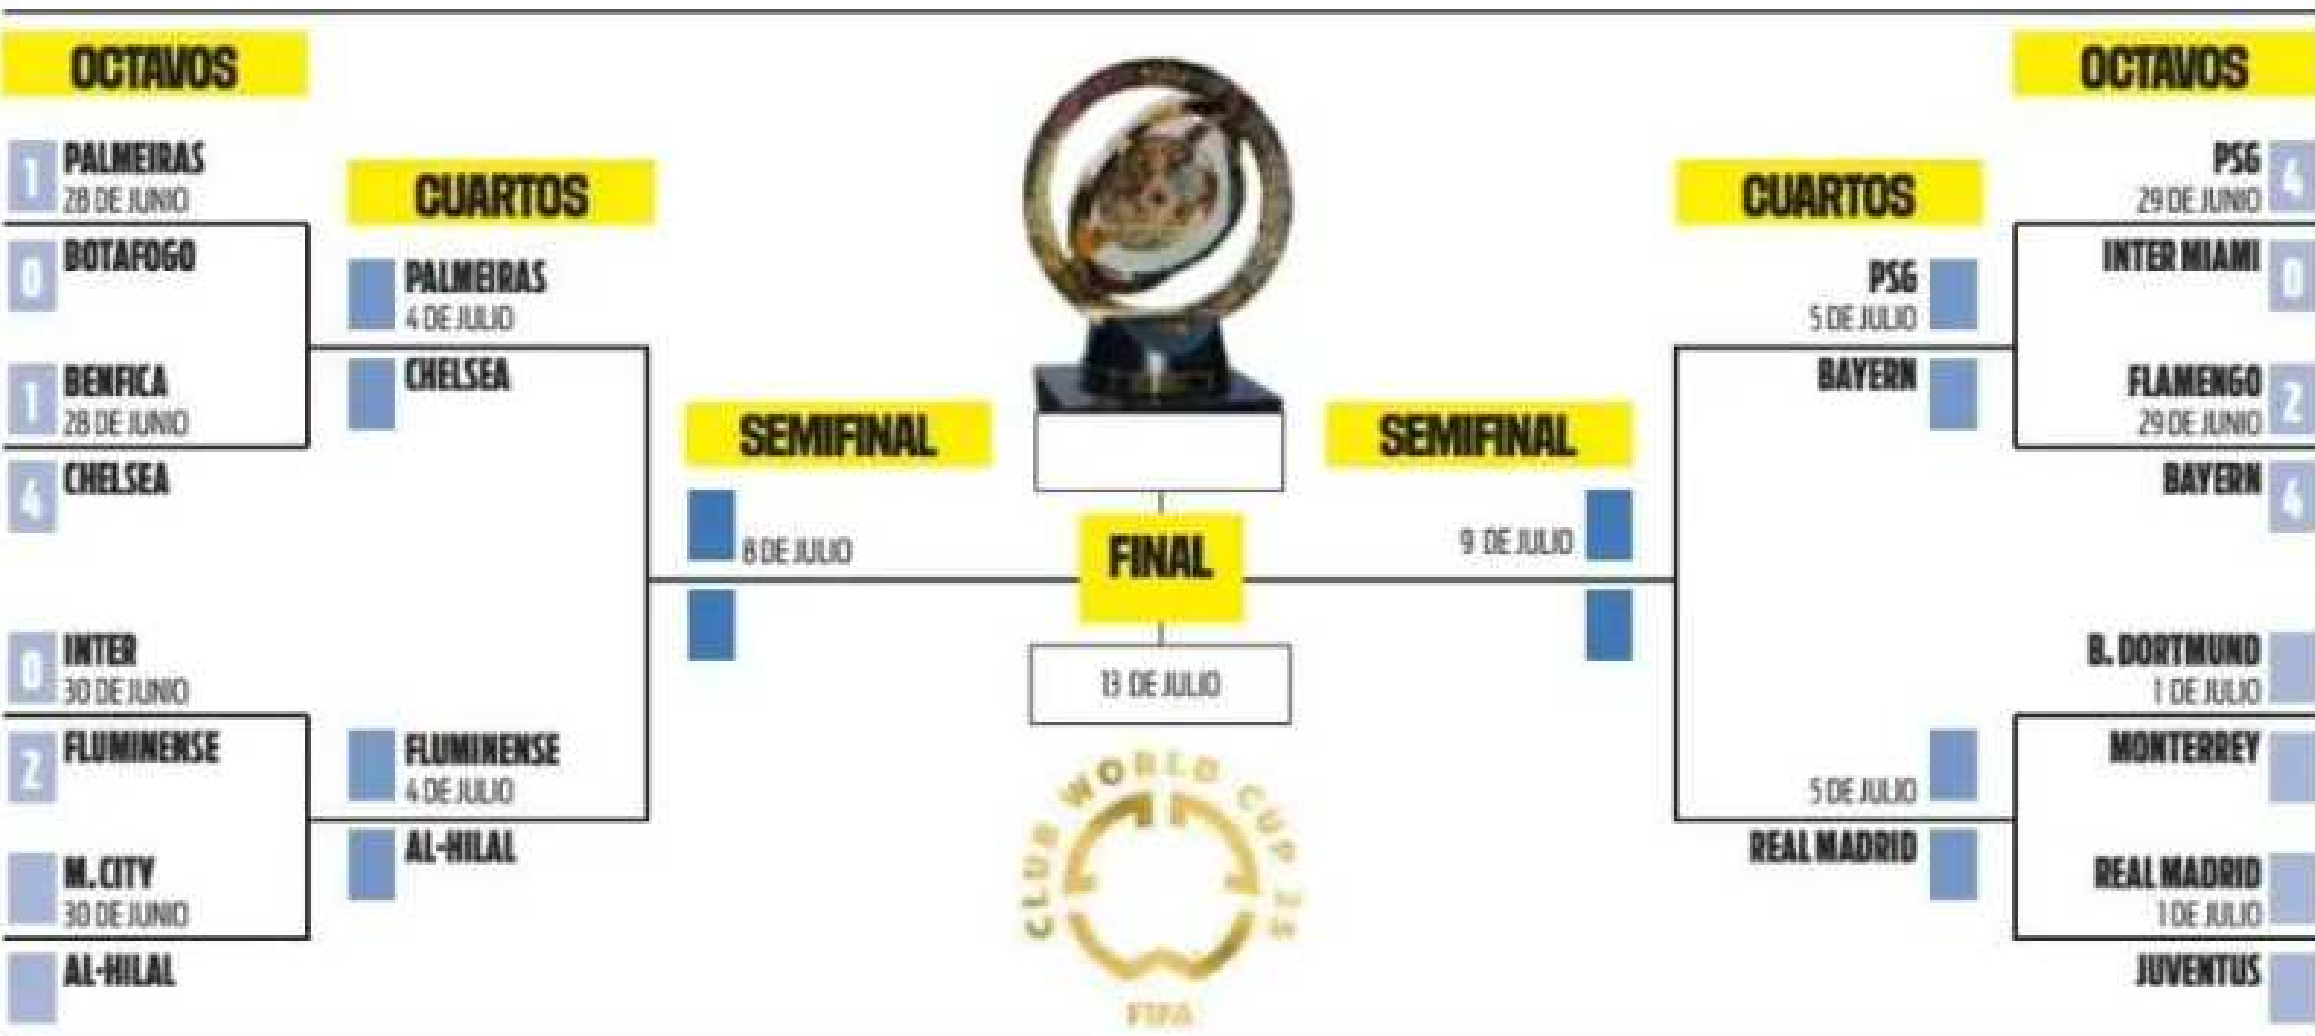 OCTAVOS
1 PALMEIRAS
28 DE JUNIO
0 BOTAFOGO
1 BENFICA
28 DE JUNIO
4 CHELSEA
0 INTER
30 DE JUNIO
2 FLUMINENSE
M. CITY
30 DE JUNIO
AL-HILAL
CUARTOS
PALMEIRAS
4 DE JULIO
CHELSEA
FLUMINENSE
4 DE JULIO
AL-HILAL
SEMIFINAL
8 DE JULIO
FINAL
13 DE JULIO
CLUB WORLD CUP 25
FIFA
SEMIFINAL
9 DE JULIO
CUARTOS
PSG
5 DE JULIO
BAYERN
5 DE JULIO
REAL MADRID
OCTAVOS
PSG 4
29 DE JUNIO
INTER MIAMI 0
FLAMENGO 2
29 DE JUNIO
BAYERN 4
B. DORTMUND
1 DE JULIO
MONTERREY
REAL MADRID
1 DE JULIO
JUVENTUS